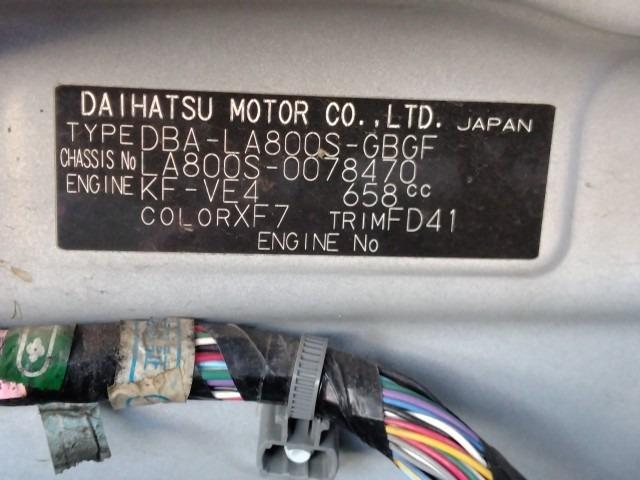 DAIHATSU MOTOR CO.,LTD. JAPAN
TYPE DBA-LA800S-GBGF
CHASSIS No LA800S-0078470
ENGINE KF-VE4 658cc
COLOR XF7 TRIM FD41
ENGINE No